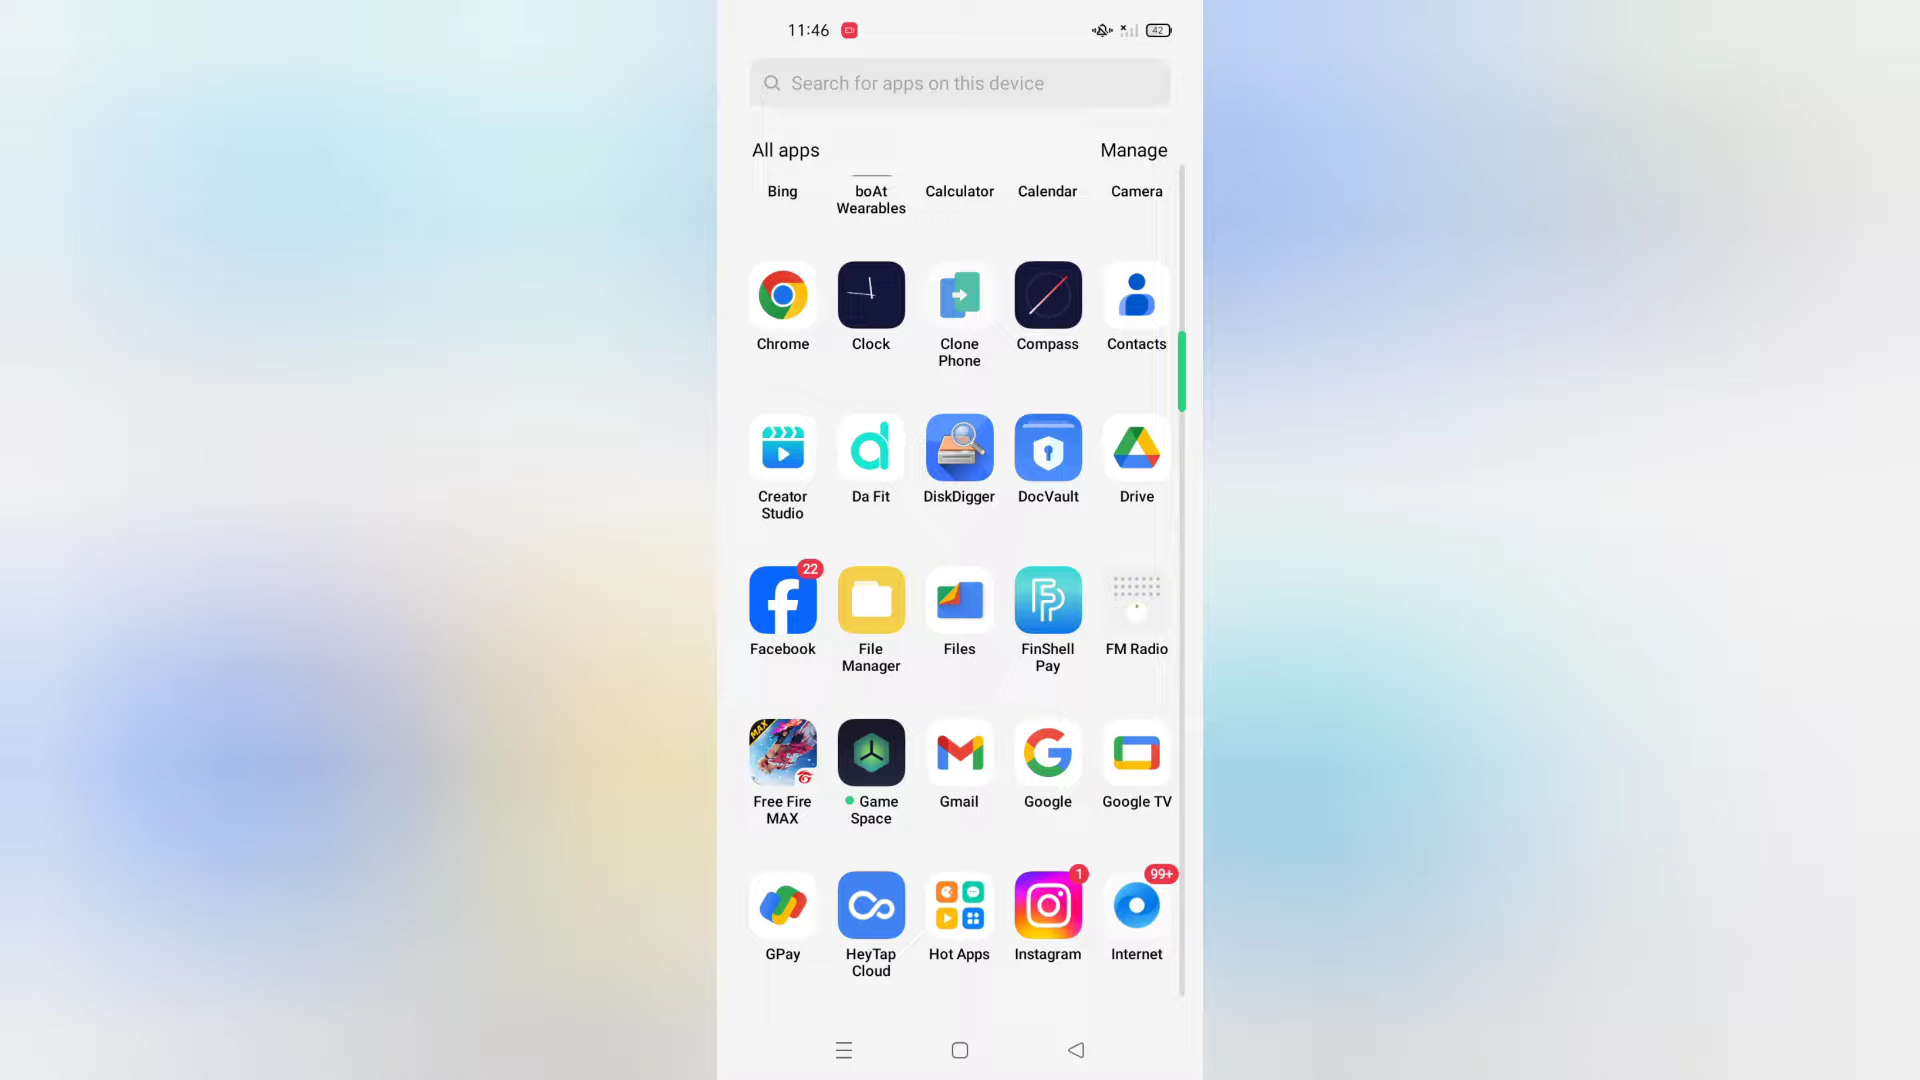 11:46
42
Search for apps on this device
All apps
Manage
Bing
boAt
Wearables
Calculator
Calendar
Camera
Chrome
Clock
Clone
Phone
Compass
Contacts
Creator
Studio
Da Fit
DiskDigger
DocVault
Drive
22
Facebook
File
Manager
Files
FinShell
Pay
FM Radio
MAX
Free Fire
MAX
Game
Space
Gmail
Google
Google TV
GPay
HeyTap
Cloud
Hot Apps
1
Instagram
99+
Internet